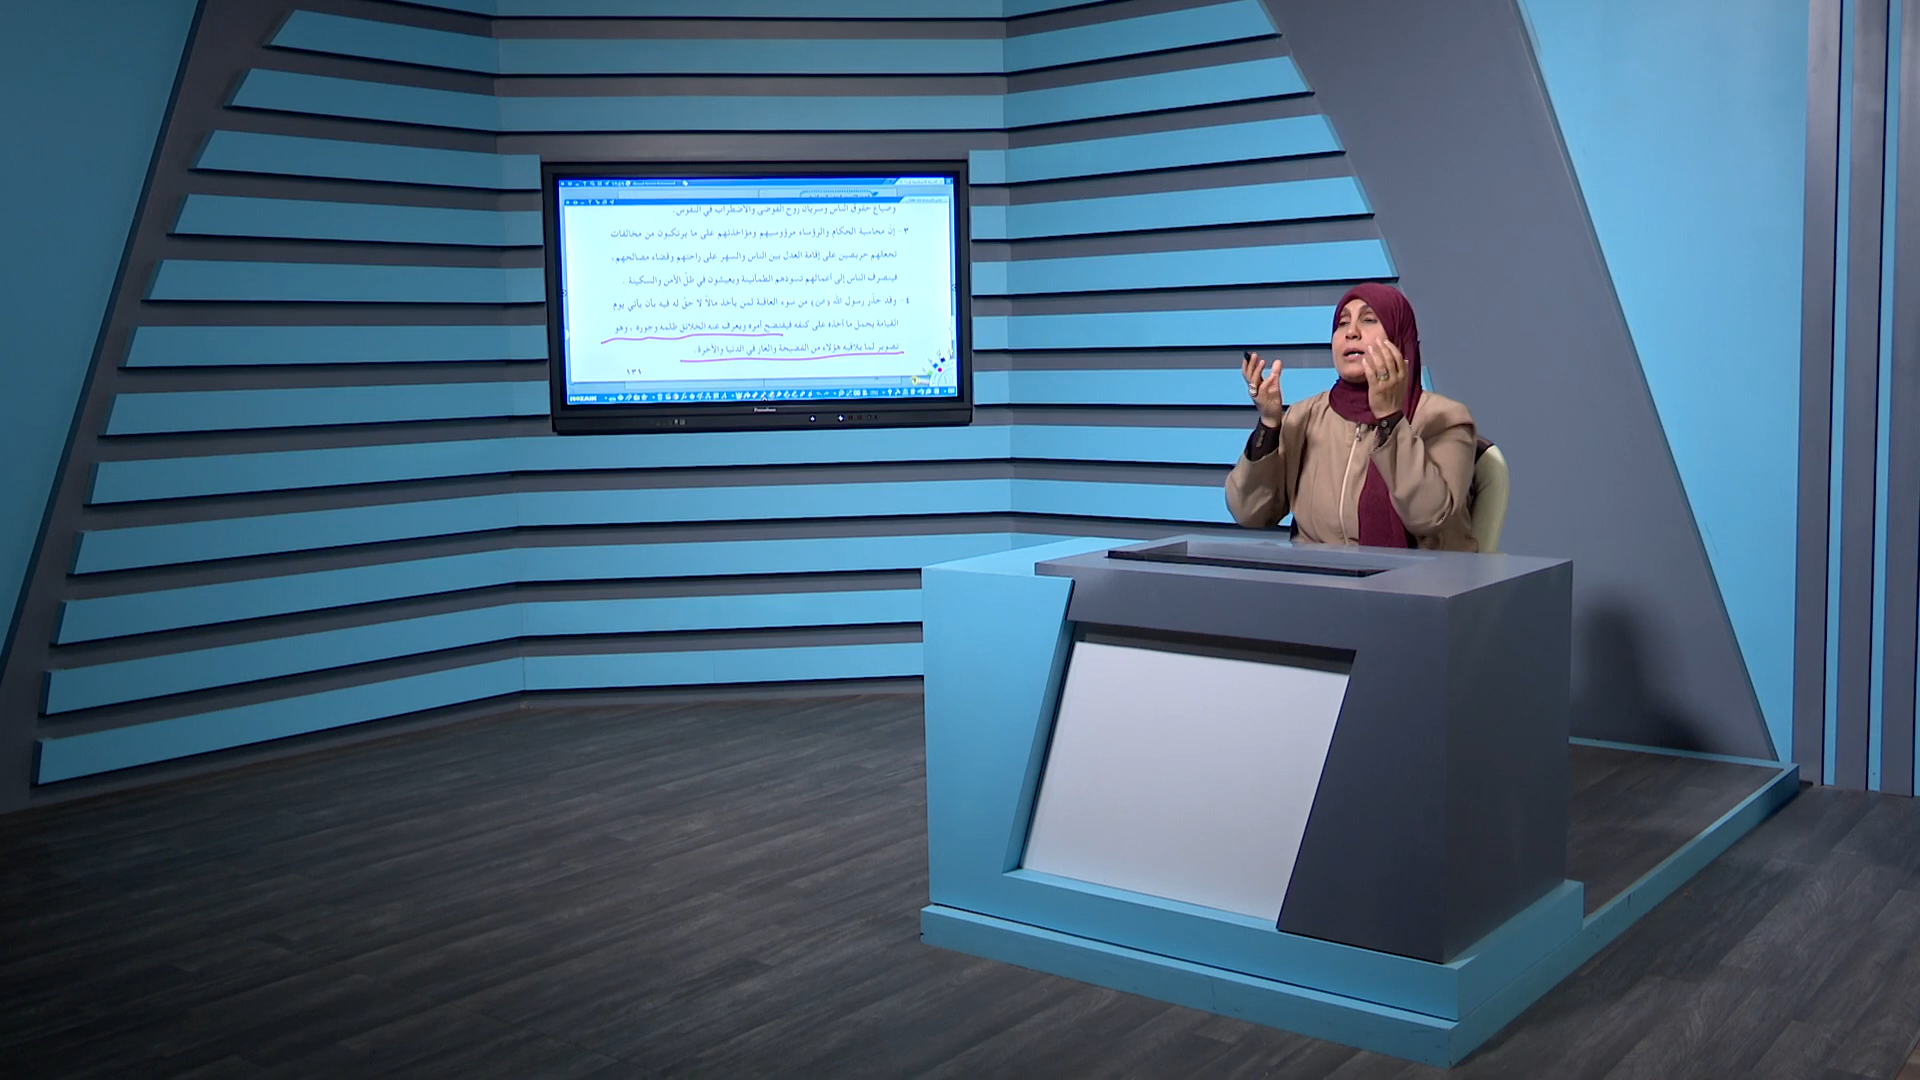 وضياع حقوق الناس وسريان روح الفوضى والاضطراب في النفوس .
٣ - إن محاسبة الحكام والرؤساء مرؤوسيهم ومؤاخذتهم على ما يرتكبون من مخالفات
تجعلهم حريصين على إقامة العدل بين الناس والسهر على راحتهم وقضاء مصالحهم ،
فينصرف الناس إلى أعمالهم تسودهم الطمأنينة ويعيشون في ظلّ الأمن والسكينة .
٤ - وقد حذّر رسول الله (ص) من سوء العاقبة لمن يأخذ مالا لا حقّ له فيه بأن يأتي يوم
القيامة يحمل ما أخذه على كتفه فيفتضح أمره ويعرف عنه الخلائق ظلمه وجوره ، وهو
تصوير لما يلاقيه هؤلاء من الفضيحة والعار في الدنيا والآخرة .
١٣١
MOZAIK
Promethean